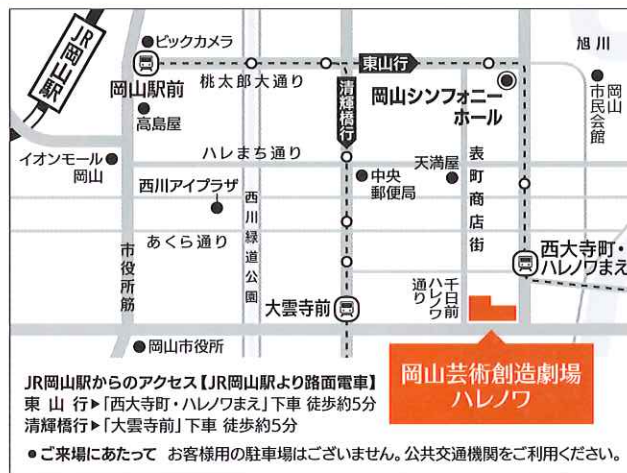 JR岡山駅
ビックカメラ
岡山駅前
桃太郎大通り
東山行
清輝橋行
岡山シンフォニー
ホール
旭川
岡山
市民会館
高島屋
イオンモール
岡山
ハレまち通り
西川アイプラザ
中央
郵便局
天満屋
表町商店街
あくら通り
西川緑道公園
市役所筋
西大寺町・
ハレノワまえ
千日前
ハレノワ
通り
大雲寺前
岡山市役所
岡山芸術創造劇場
ハレノワ
JR岡山駅からのアクセス【JR岡山駅より路面電車】
東 山 行▶「西大寺町・ハレノワまえ」下車 徒歩約5分
清輝橋行▶「大雲寺前」下車 徒歩約5分
● ご来場にあたって お客様用の駐車場はございません。公共交通機関をご利用ください。